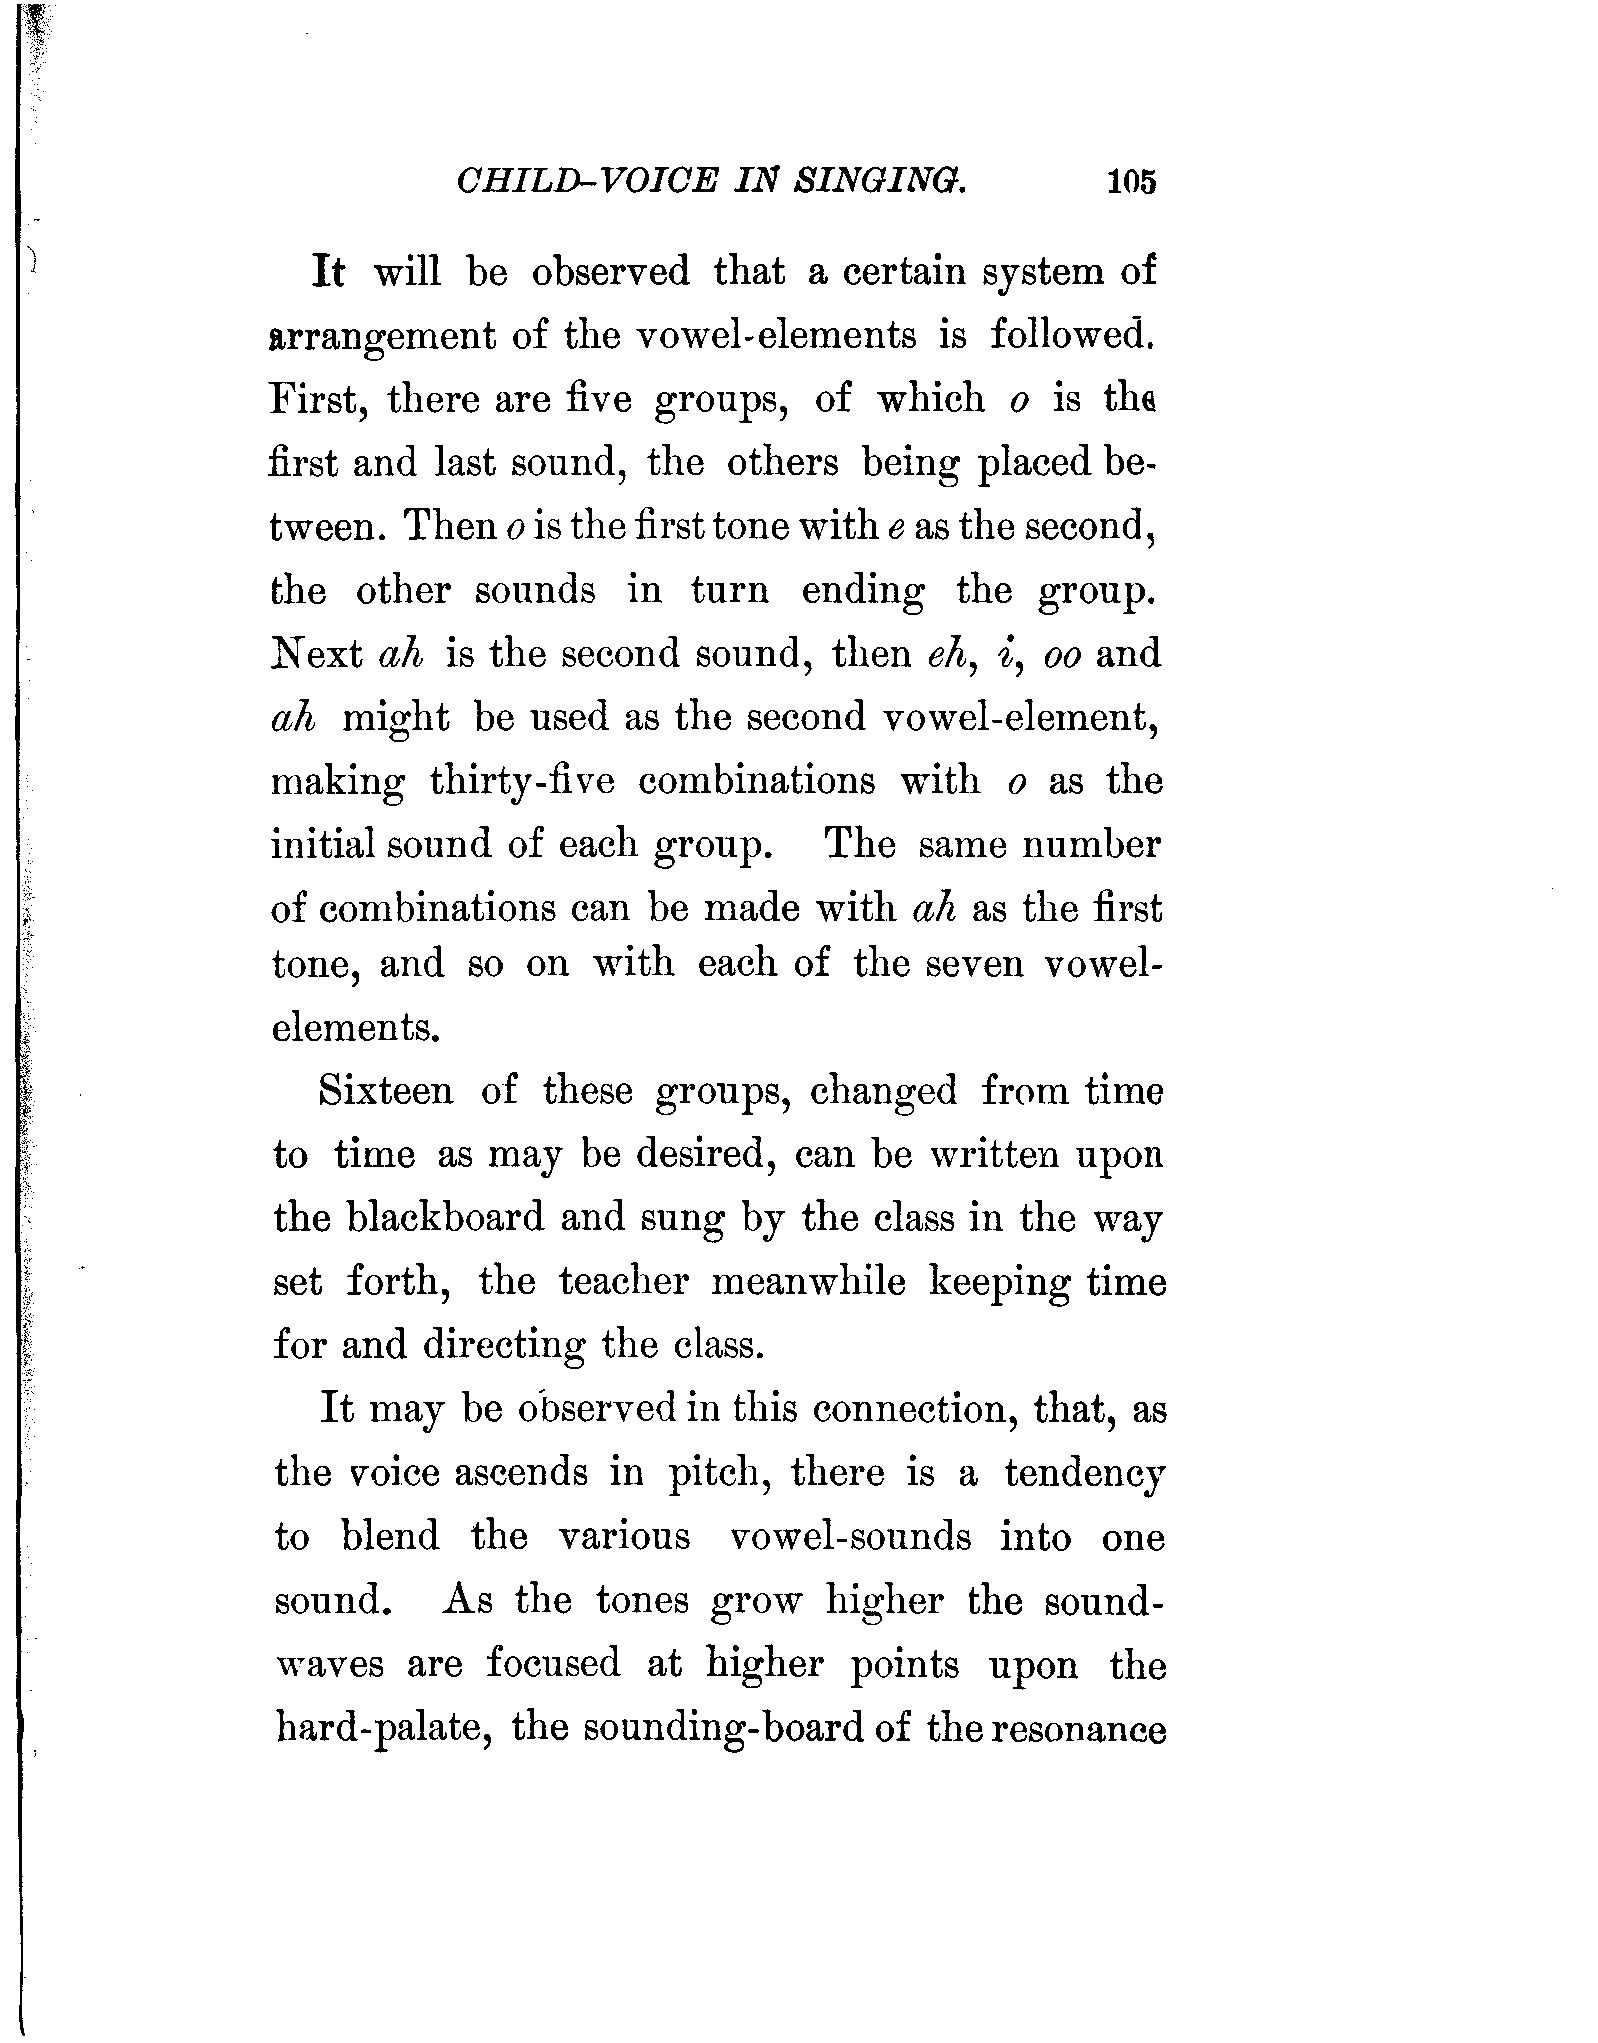 CHILD-VOICE IN SINGING. 105
It will be observed that a certain system of
arrangement of the vowel-elements is followed.
First, there are five groups, of which o is the
first and last sound, the others being placed be-
tween. Then o is the first tone with e as the second,
the other sounds in turn ending the group.
Next ah is the second sound, then eh, i, oo and
ah might be used as the second vowel-element,
making thirty-five combinations with o as the
initial sound of each group. The same number
of combinations can be made with ah as the first
tone, and so on with each of the seven vowel-
elements.
Sixteen of these groups, changed from time
to time as may be desired, can be written upon
the blackboard and sung by the class in the way
set forth, the teacher meanwhile keeping time
for and directing the class.
It may be observed in this connection, that, as
the voice ascends in pitch, there is a tendency
to blend the various vowel-sounds into one
sound. As the tones grow higher the sound-
waves are focused at higher points upon the
hard-palate, the sounding-board of the resonance